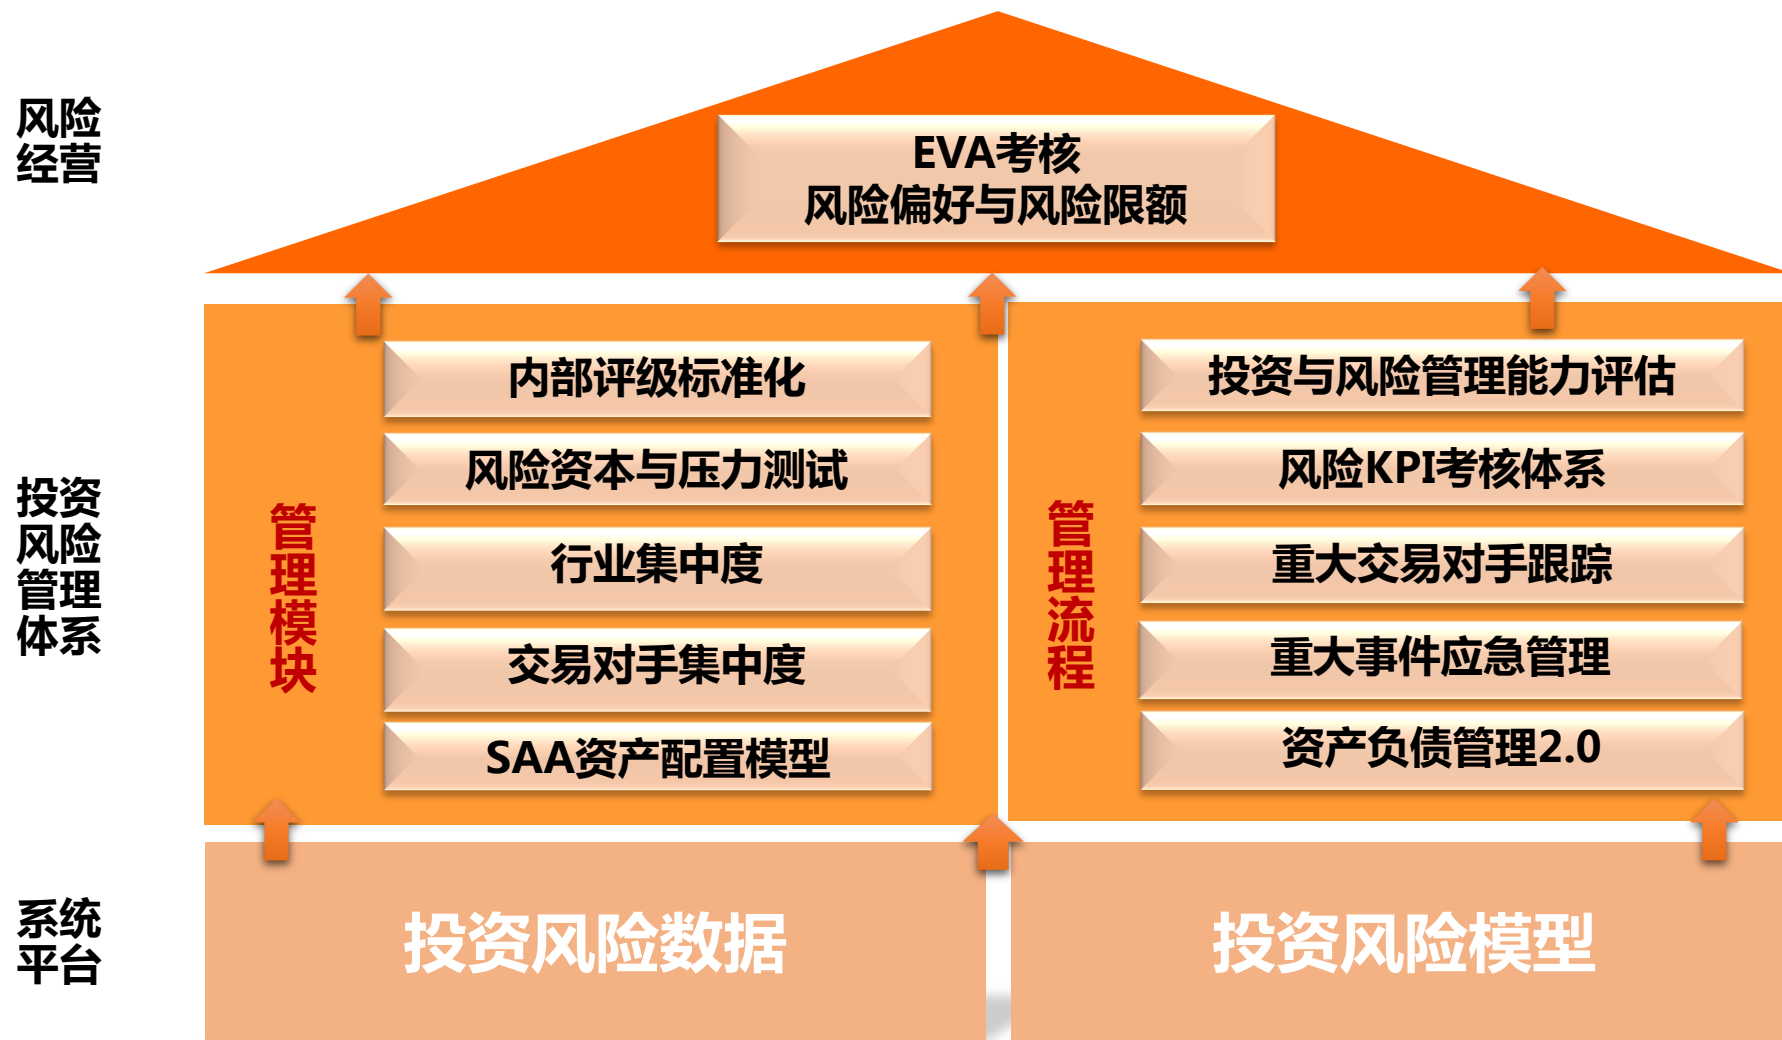 风险
经营
EVA考核
风险偏好与风险限额
投资
风险
管理
体系
管理模块
内部评级标准化
风险资本与压力测试
行业集中度
交易对手集中度
SAA资产配置模型
管理流程
投资与风险管理能力评估
风险KPI考核体系
重大交易对手跟踪
重大事件应急管理
资产负债管理2.0
系统
平台
投资风险数据
投资风险模型